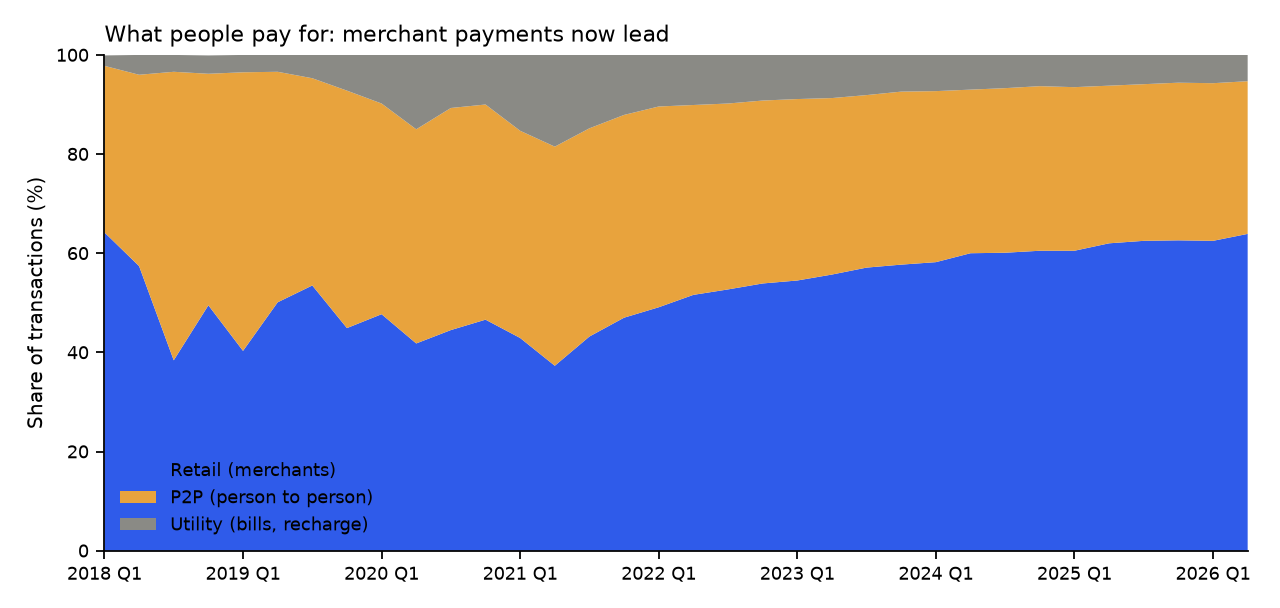 What people pay for: merchant payments now lead
Share of transactions (%)
100
80
60
40
20
0
Retail (merchants)
P2P (person to person)
Utility (bills, recharge)
2018 Q1
2019 Q1
2020 Q1
2021 Q1
2022 Q1
2023 Q1
2024 Q1
2025 Q1
2026 Q1